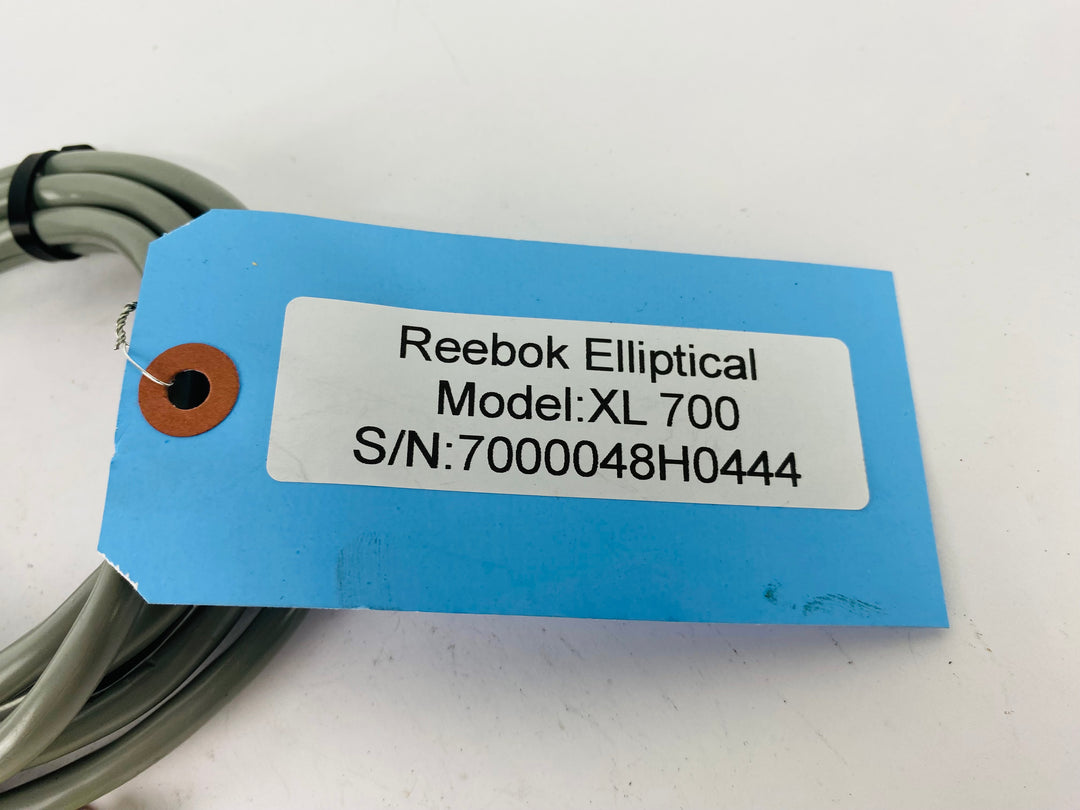 Reebok Elliptical
Model:XL 700
S/N:7000048H0444